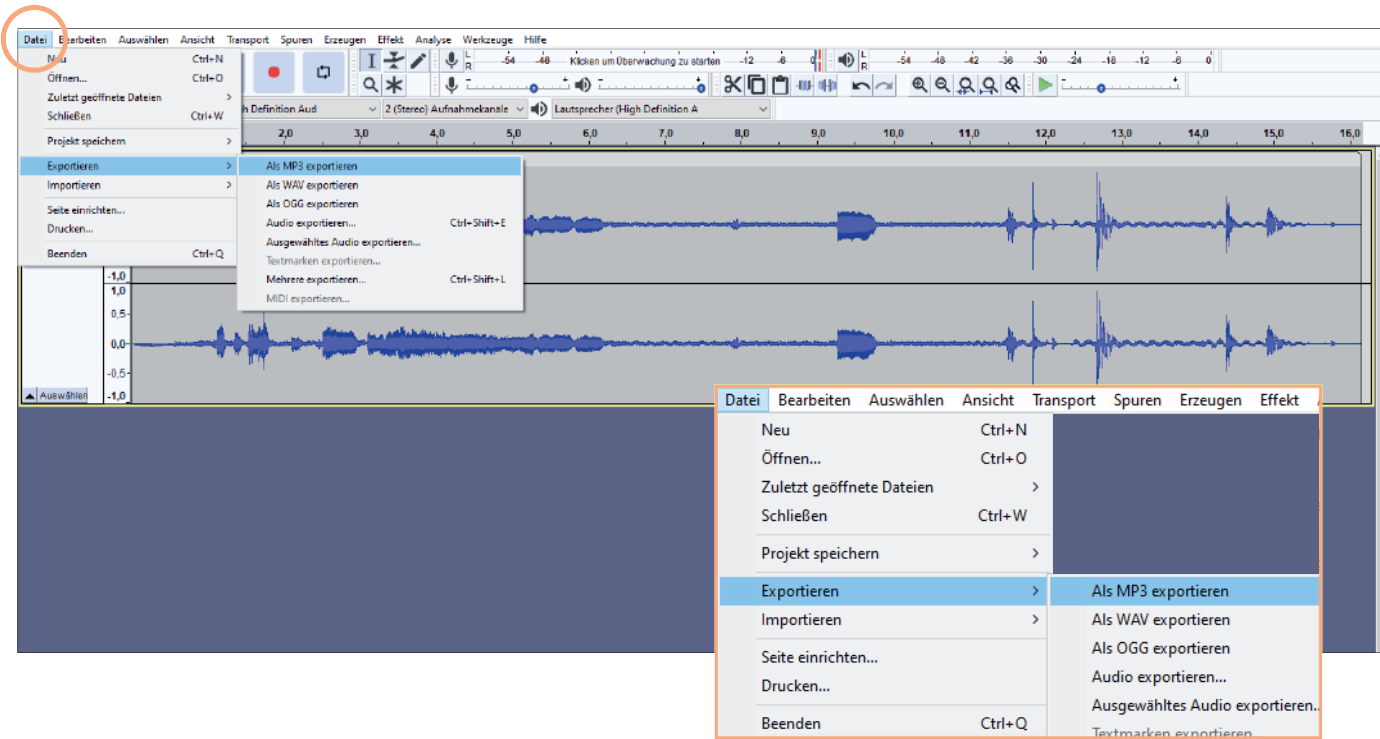 Datei Bearbeiten Auswählen Ansicht Transport Spuren Erzeugen Effekt Analyse Werkzeuge Hilfe
Neu Ctrl+N
Öffnen... Ctrl+O
Zuletzt geöffnete Dateien >
Schließen Ctrl+W
Projekt speichern >
Exportieren >
Importieren >
Seite einrichten...
Drucken...
Beenden Ctrl+Q
L R -54 -48 Klicken um Überwachung zu starten -12 -6 0
L R -54 -48 -42 -36 -30 -24 -18 -12 -6 0
h Definition Aud 2 (Stereo) Aufnahmekanäle Lautsprecher (High Definition A
2,0 3,0 4,0 5,0 6,0 7,0 8,0 9,0 10,0 11,0 12,0 13,0 14,0 15,0 16,0
Als MP3 exportieren
Als WAV exportieren
Als OGG exportieren
Audio exportieren... Ctrl+Shift+E
Ausgewähltes Audio exportieren...
Textmarken exportieren...
Mehrere exportieren... Ctrl+Shift+L
MIDI exportieren...
-1,0
1,0
0,5-
0,0-
-0,5-
-1,0
Auswählen
Datei Bearbeiten Auswählen Ansicht Transport Spuren Erzeugen Effekt
Neu Ctrl+N
Öffnen... Ctrl+O
Zuletzt geöffnete Dateien >
Schließen Ctrl+W
Projekt speichern >
Exportieren > Als MP3 exportieren
Importieren > Als WAV exportieren
Als OGG exportieren
Seite einrichten...
Audio exportieren...
Drucken...
Ausgewähltes Audio exportieren..
Beenden Ctrl+Q
Textmarken exportieren